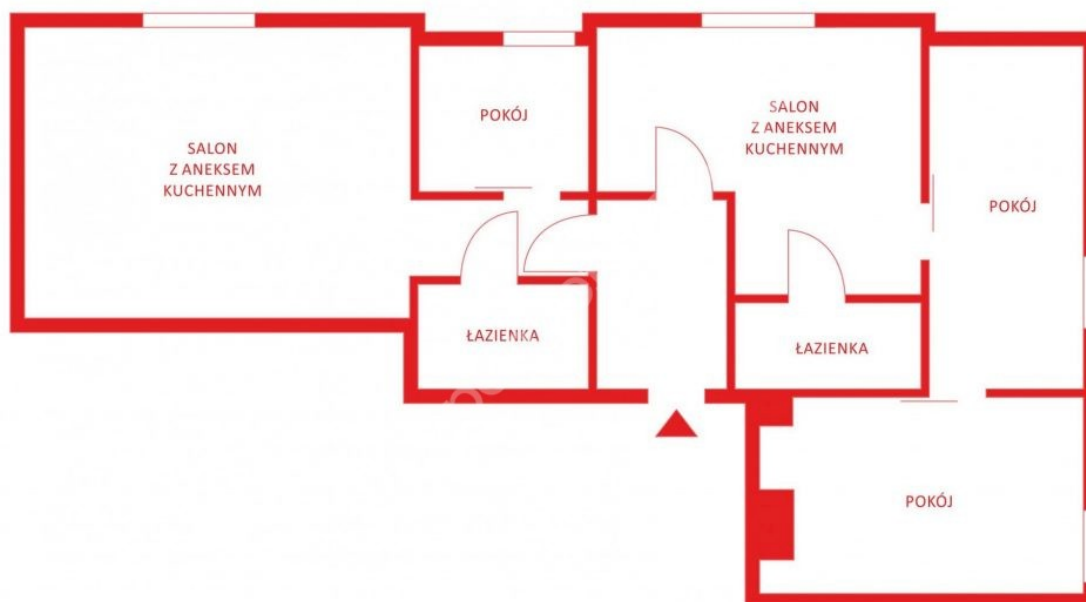 SALON
Z ANEKSEM
KUCHENNYM
POKÓJ
SALON
Z ANEKSEM
KUCHENNYM
POKÓJ
ŁAZIENKA
ŁAZIENKA
POKÓJ